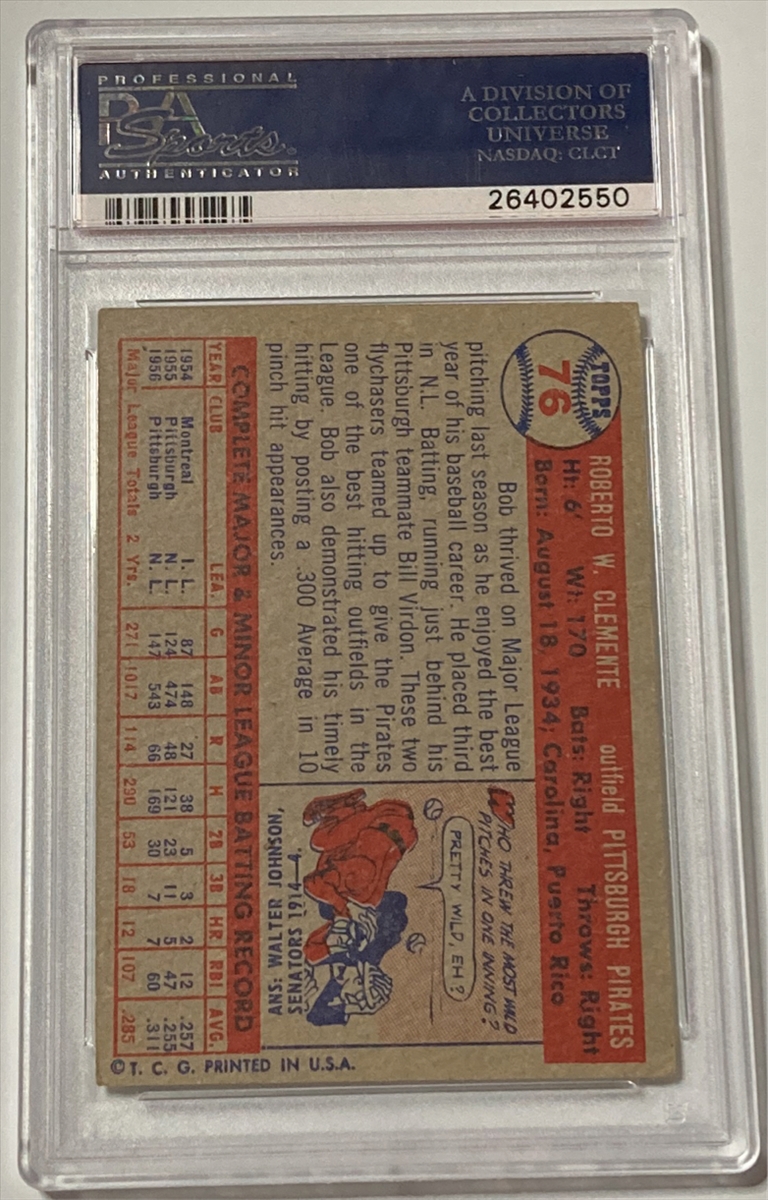 PROFESSIONAL
PSA
Sports
AUTHENTICATOR
A DIVISION OF
COLLECTORS
UNIVERSE
NASDAQ: CLCT
26402550
TOPPS
76
ROBERTO W. CLEMENTE outfield PITTSBURGH PIRATES
Ht: 6' Wt: 170 Bats: Right Throws: Right
Born: August 18, 1934; Carolina, Puerto Rico
Bob thrived on Major League
pitching last season as he enjoyed the best
year of his baseball career. He placed third
in N.L. Batting, running just behind his
Pittsburgh teammate Bill Virdon. These two
flychasers teamed up to give the Pirates
one of the best hitting outfields in the
League. Bob also demonstrated his timely
hitting by posting a .300 Average in 10
pinch hit appearances.
WHO THREW THE MOST WILD
PITCHES IN ONE INNING?
PRETTY WILD, EH?
ANS: WALTER JOHNSON,
SENATORS 1914—4.
COMPLETE MAJOR & MINOR LEAGUE BATTING RECORD
YEAR CLUB LEA. G AB R H 2B 3B HR RBI AVG.
1954 Montreal I. L. 87 148 27 38 5 3 2 12 .257
1955 Pittsburgh N. L. 124 474 48 121 23 11 5 47 .255
1956 Pittsburgh N. L. 147 543 66 169 30 7 7 60 .311
Major League Totals 2 Yrs. 271 1017 114 290 53 18 12 107 .285
© T. C. G. PRINTED IN U.S.A.